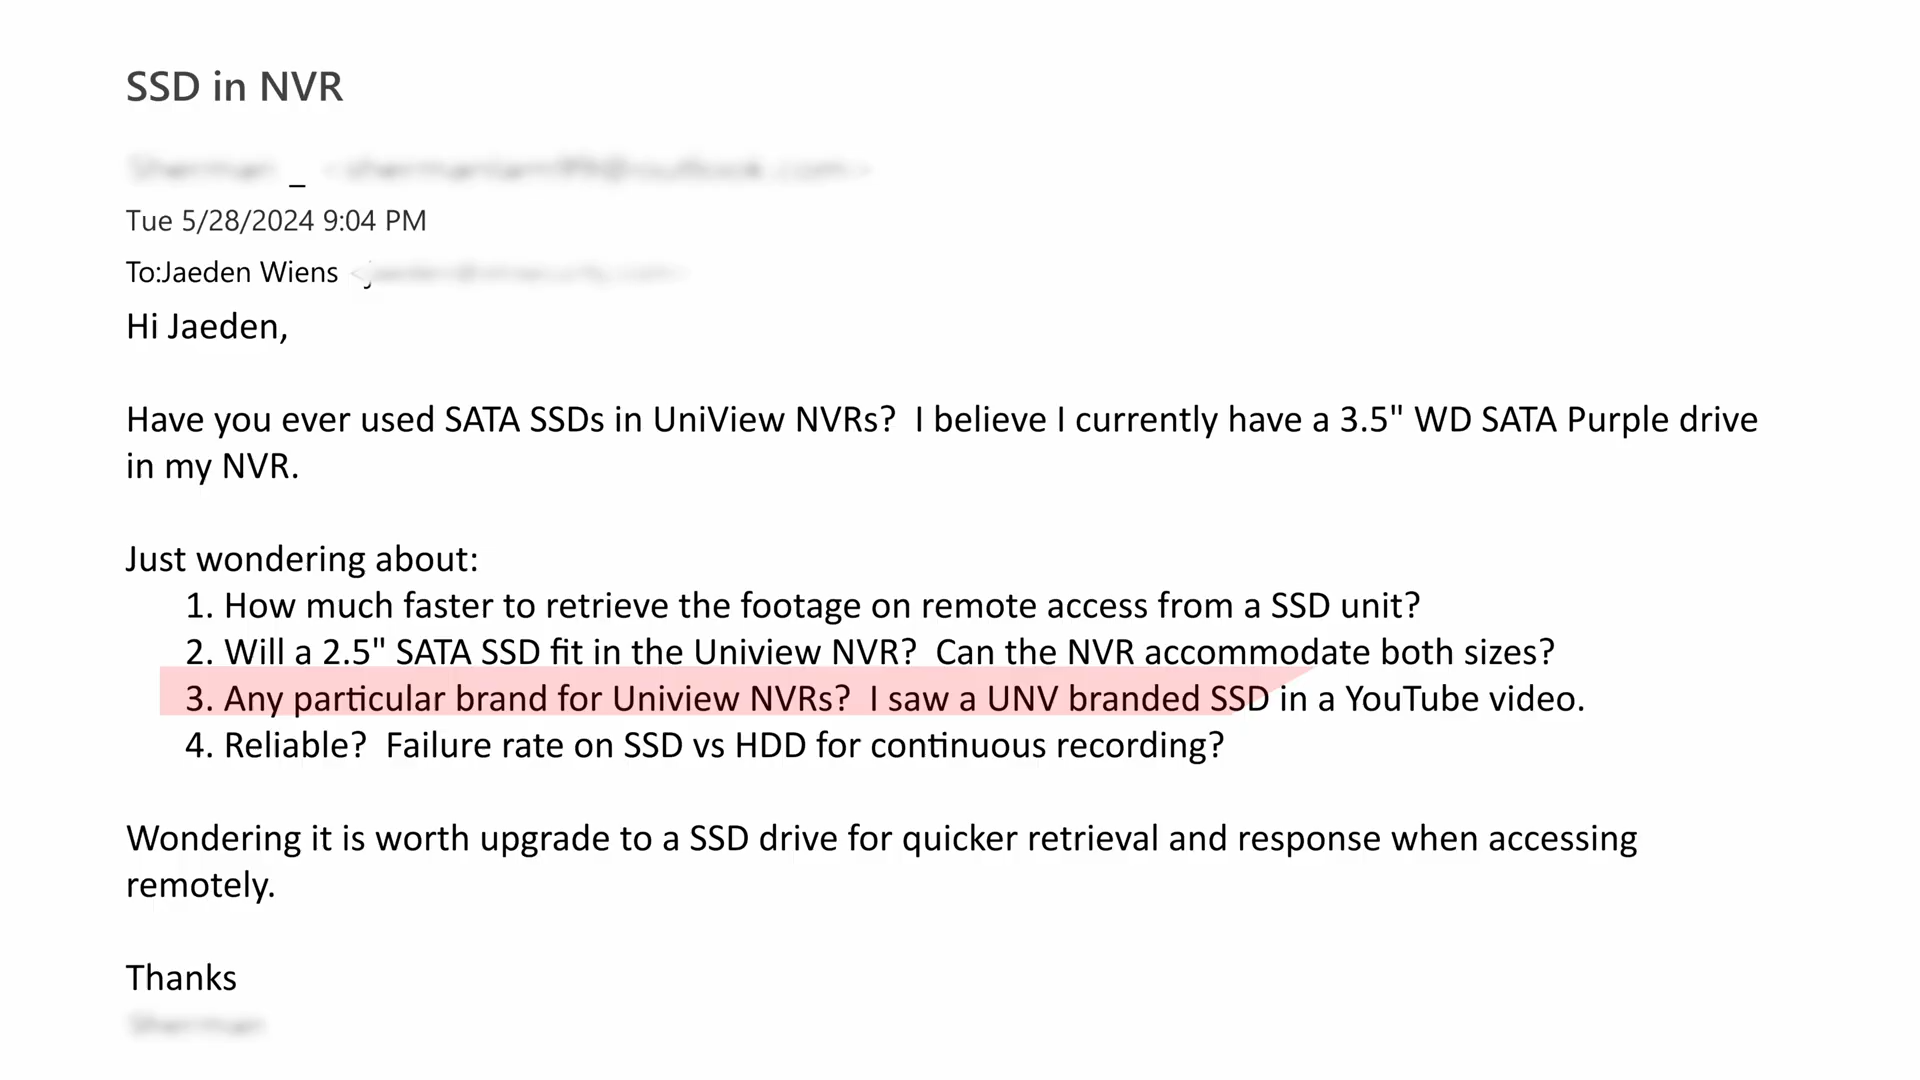 SSD in NVR
_
Tue 5/28/2024 9:04 PM
To:Jaeden Wiens <j
Hi Jaeden,
Have you ever used SATA SSDs in UniView NVRs?  I believe I currently have a 3.5" WD SATA Purple drive
in my NVR.
Just wondering about:
1. How much faster to retrieve the footage on remote access from a SSD unit?
2. Will a 2.5" SATA SSD fit in the Uniview NVR?  Can the NVR accommodate both sizes?
3. Any particular brand for Uniview NVRs?  I saw a UNV branded SSD in a YouTube video.
4. Reliable?  Failure rate on SSD vs HDD for continuous recording?
Wondering it is worth upgrade to a SSD drive for quicker retrieval and response when accessing
remotely.
Thanks